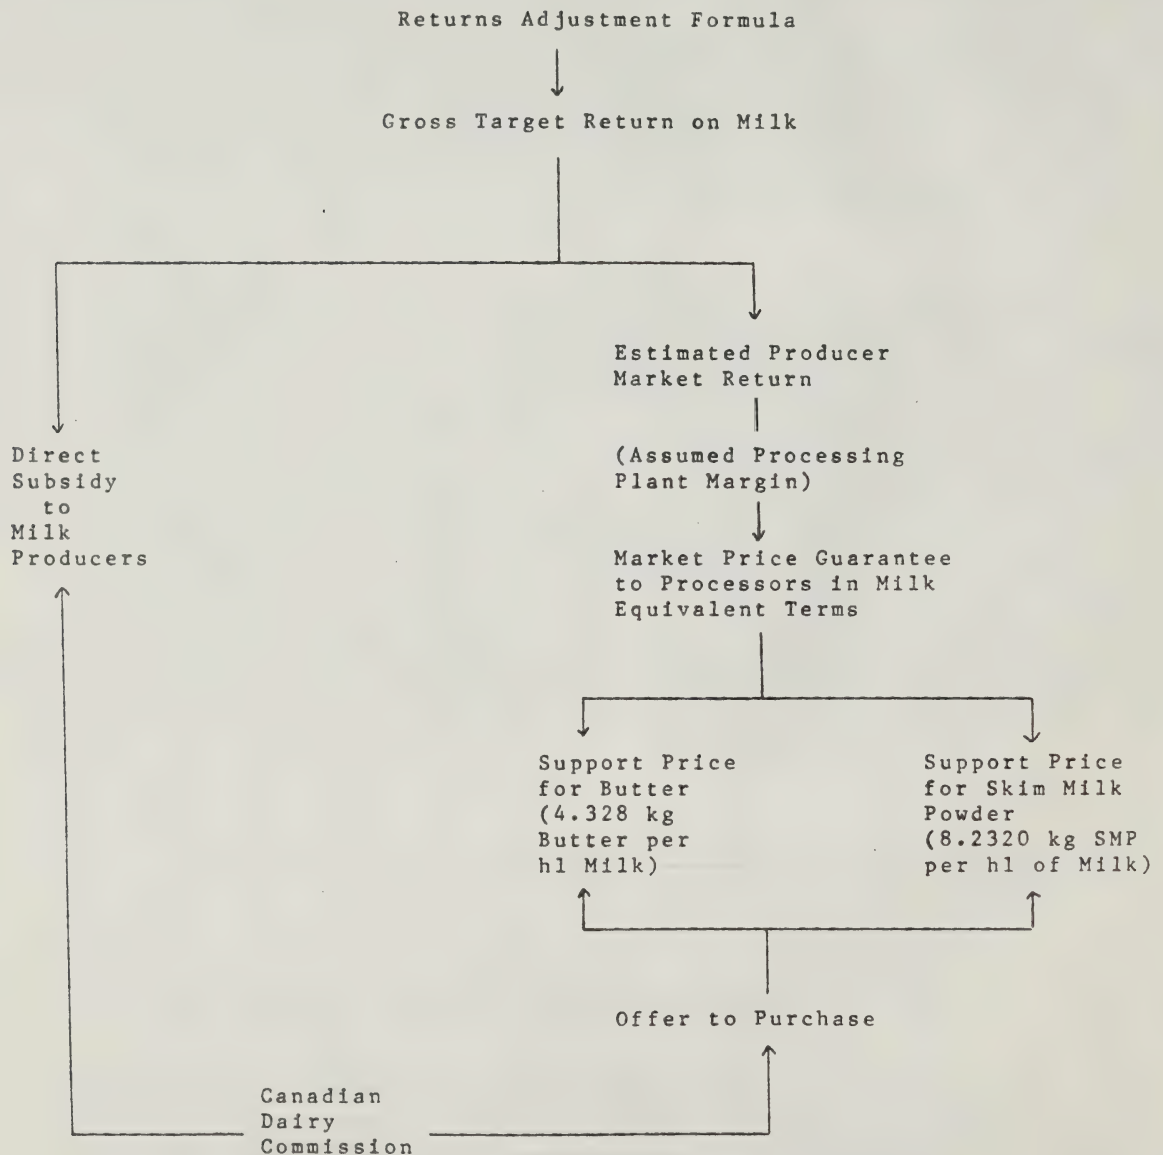 Returns Adjustment Formula
Gross Target Return on Milk
Estimated Producer
Market Return
Direct
Subsidy
to
Milk
Producers
(Assumed Processing
Plant Margin)
Market Price Guarantee
to Processors in Milk
Equivalent Terms
Support Price
for Butter
(4.328 kg
Butter per
hl Milk)
Support Price
for Skim Milk
Powder
(8.2320 kg SMP
per hl of Milk)
Offer to Purchase
Canadian
Dairy
Commission